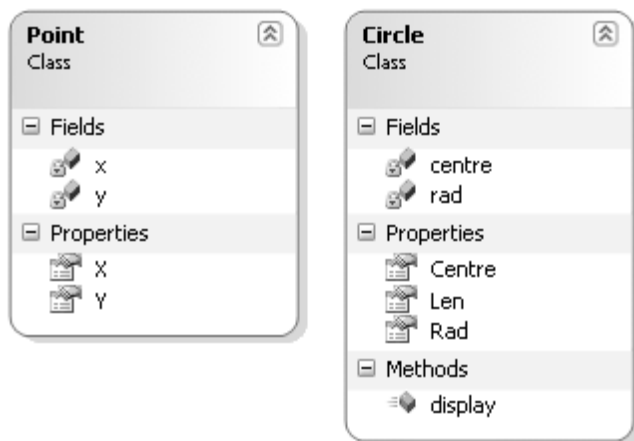 Point
Class
Fields
x
y
Properties
X
Y
Circle
Class
Fields
centre
rad
Properties
Centre
Len
Rad
Methods
display